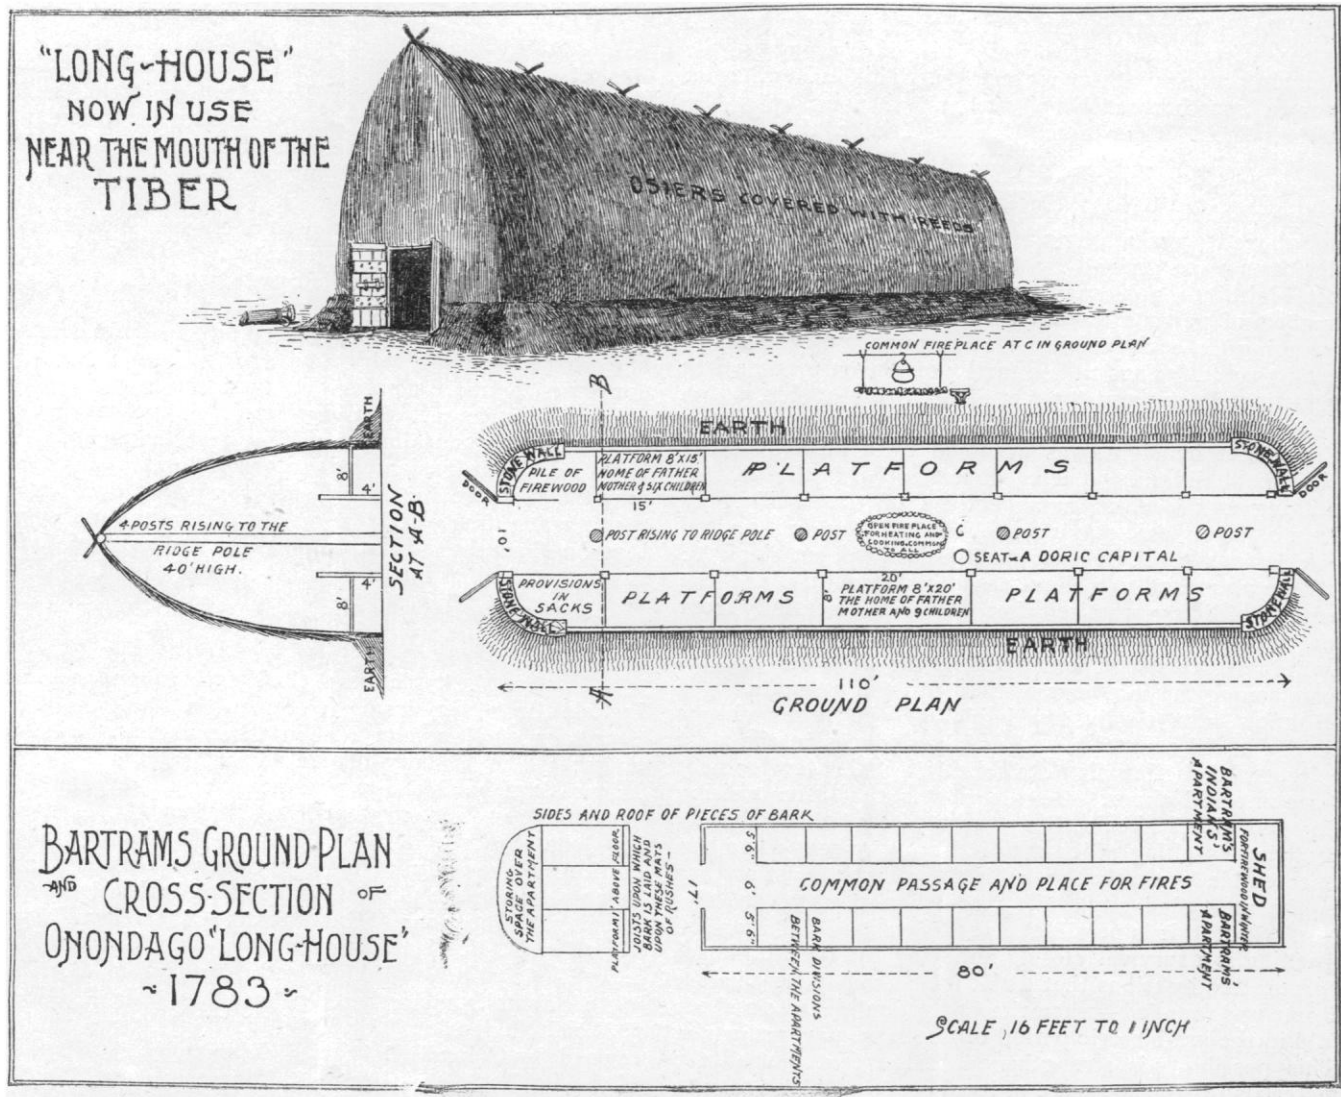 "LONG-HOUSE"
NOW IN USE
NEAR THE MOUTH OF THE
TIBER
OSIERS COVERED WITH REEDS
COMMON FIREPLACE AT C IN GROUND PLAN
EARTH
8'
4'
4 POSTS RISING TO THE
RIDGE POLE
40' HIGH.
4'
8'
EARTH
SECTION
AT A-B.
B
EARTH
STONE WALL
DOOR
PILE OF
FIREWOOD
PLATFORM 8'X15'
HOME OF FATHER
MOTHER & SIX CHILDREN
15'
PLATFORMS
STONE WALL
DOOR
10'
POST RISING TO RIDGE POLE
POST
OPEN FIRE PLACE
FOR HEATING AND
COOKING, COMMON
TO ALL
C
POST
POST
SEAT-A DORIC CAPITAL
STONE WALL
PROVISIONS
IN
SACKS
PLATFORMS
8'
20'
PLATFORM 8'X20'
THE HOME OF FATHER
MOTHER AND 9 CHILDREN
PLATFORMS
STONE WALL
EARTH
A
110'
GROUND PLAN
BARTRAMS GROUND PLAN
AND CROSS-SECTION OF
ONONDAGO "LONG-HOUSE"
~ 1783 ~
SIDES AND ROOF OF PIECES OF BARK
STORING
SPACE OVER
THE APARTMENT
PLATFORM 1' ABOVE FLOOR
JOISTS UPON WHICH
BARK IS LAID AND
UPON THESE MATS
OF RUSHES-
17'
5'6"
6'
5'6"
COMMON PASSAGE AND PLACE FOR FIRES
BARTRAM'S
INDIANS'
APARTMENT
FOR FIREWOOD IN WINTER
SHED
BARTRAMS'
APARTMENT
BARK DIVISIONS
BETWEEN THE APARTMENTS
80'
SCALE, 16 FEET TO 1 INCH